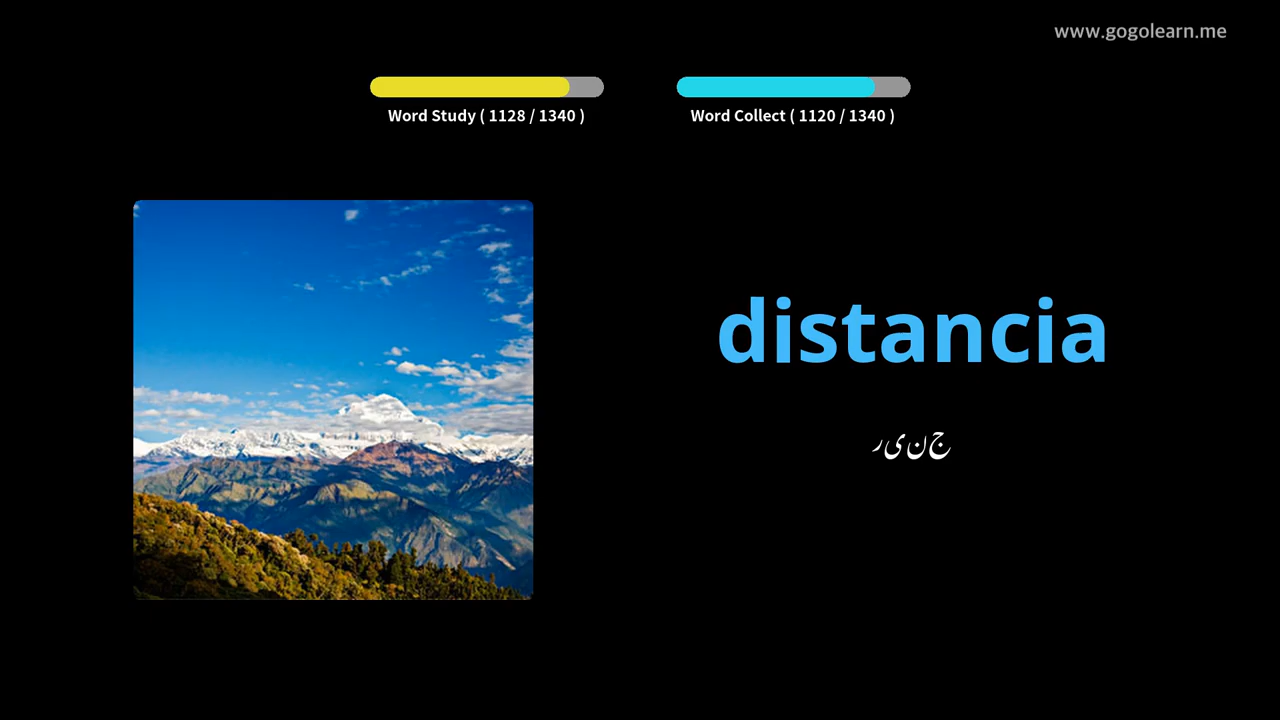 www.gogolearn.me
Word Study ( 1128 / 1340 )
Word Collect ( 1120 / 1340 )
distancia
ج ن ی ر